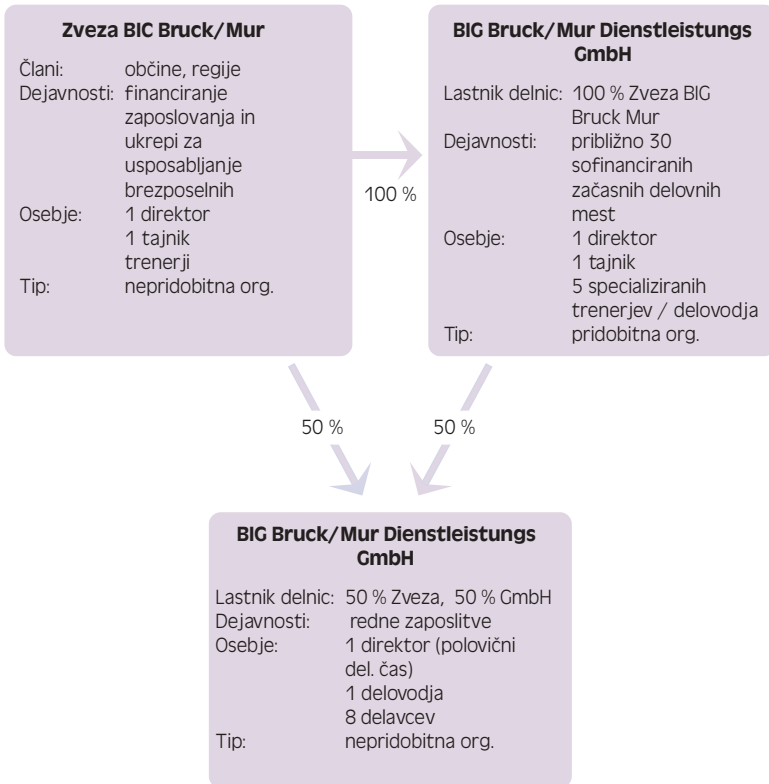 Zveza BIC Bruck/Mur
Člani: občine, regije
Dejavnosti: financiranje
zaposlovanja in
ukrepi za
usposabljanje
brezposelnih
Osebje: 1 direktor
1 tajnik
trenerji
Tip: nepridobitna org.
100 %
BIG Bruck/Mur Dienstleistungs
GmbH
Lastnik delnic: 100 % Zveza BIG
Bruck Mur
Dejavnosti: približno 30
sofinanciranih
začasnih delovnih
mest
Osebje: 1 direktor
1 tajnik
5 specializiranih
trenerjev / delovodja
Tip: pridobitna org.
50 %
50 %
BIG Bruck/Mur Dienstleistungs
GmbH
Lastnik delnic: 50 % Zveza, 50 % GmbH
Dejavnosti: redne zaposlitve
Osebje: 1 direktor (polovični
del. čas)
1 delovodja
8 delavcev
Tip: nepridobitna org.